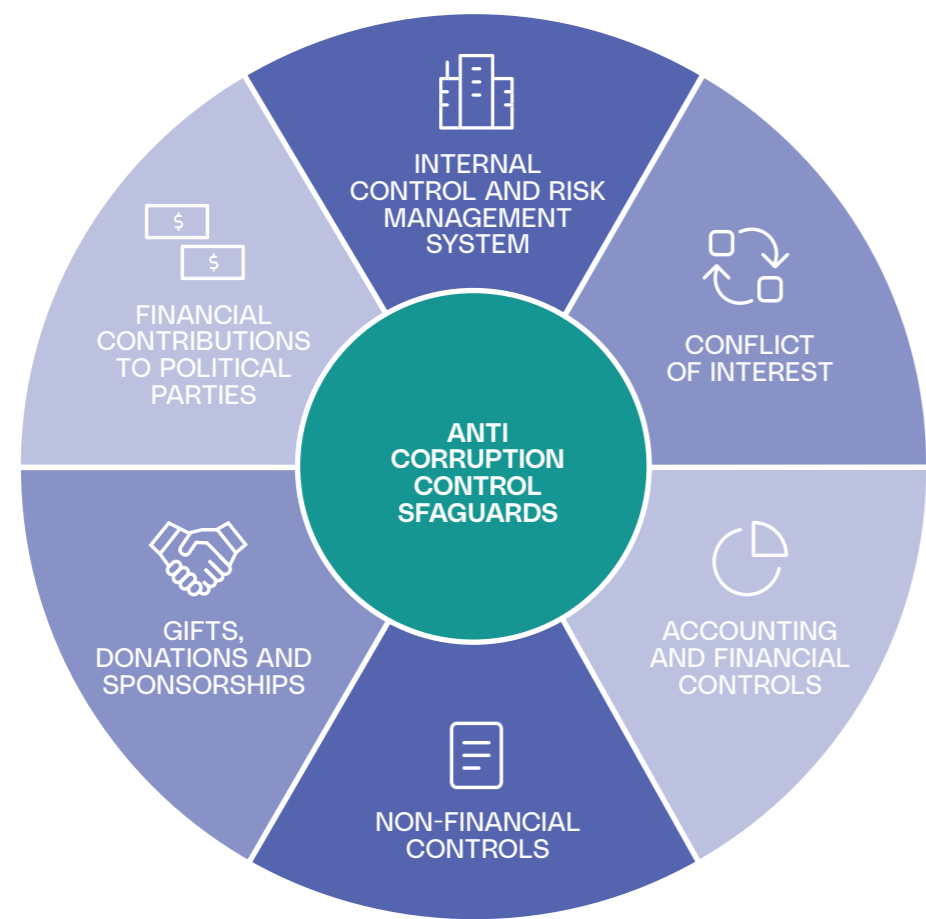 INTERNAL
CONTROL AND RISK
MANAGEMENT
SYSTEM
CONFLICT
OF INTEREST
ACCOUNTING
AND FINANCIAL
CONTROLS
NON-FINANCIAL
CONTROLS
GIFTS,
DONATIONS AND
SPONSORSHIPS
$
$
FINANCIAL
CONTRIBUTIONS
TO POLITICAL
PARTIES
ANTI
CORRUPTION
CONTROL
SFAGUARDS